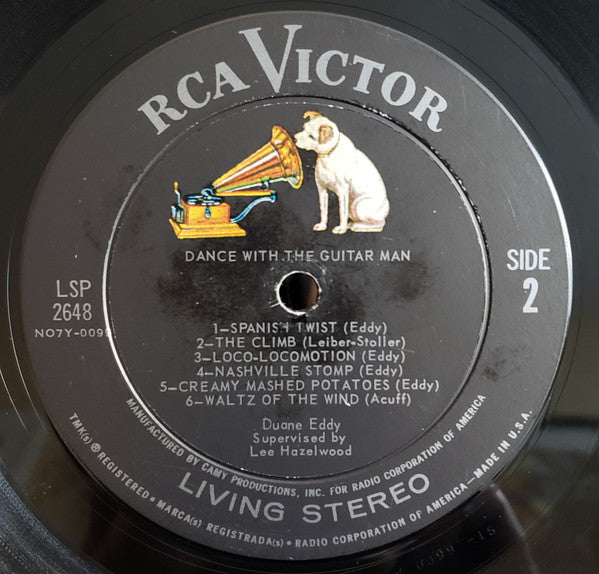 RCA VICTOR
DANCE WITH THE GUITAR MAN
LSP
2648
NO7Y-009
SIDE
2
1—SPANISH TWIST (Eddy)
2—THE CLIMB (Leiber-Stoller)
3—LOCO-LOCOMOTION (Eddy)
4—NASHVILLE STOMP (Eddy)
5—CREAMY MASHED POTATOES (Eddy)
6—WALTZ OF THE WIND (Acuff)
Duane Eddy
Supervised by
Lee Hazelwood
LIVING STEREO
MANUFACTURED BY CAMY PRODUCTIONS, INC. FOR RADIO CORPORATION OF AMERICA
TMK(s) ® REGISTERED • MARCA(s) REGISTRADA(s) • RADIO CORPORATION OF AMERICA—MADE IN U.S.A.